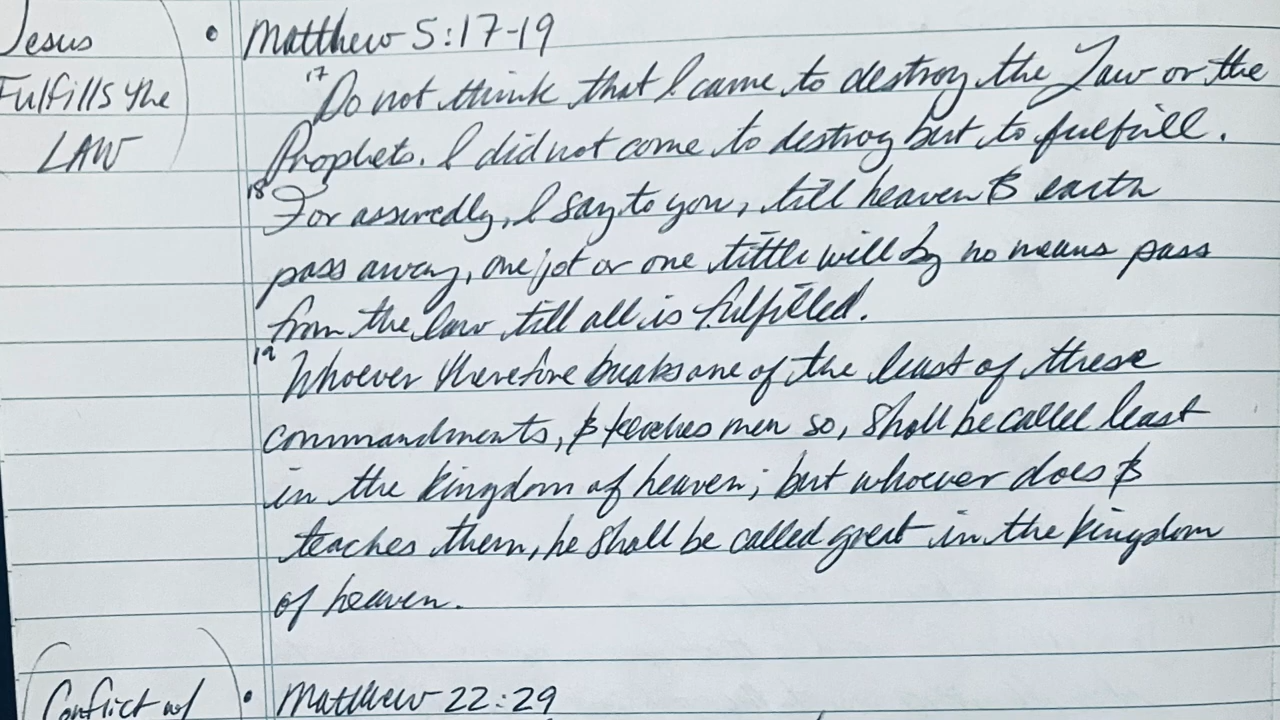 Jesus
Fulfills the
LAW
• Matthew 5:17-19
17 Do not think that I came to destroy the Law or the
Prophets. I did not come to destroy but to fulfill.
18 For assuredly, I say to you, till heaven & earth
pass away, one jot or one tittle will by no means pass
from the law till all is fulfilled.
19 Whoever therefore breaks one of the least of these
commandments, & teaches men so, shall be called least
in the kingdom of heaven; but whoever does &
teaches them, he shall be called great in the kingdom
of heaven.
Conflict w/
• Matthew 22:29